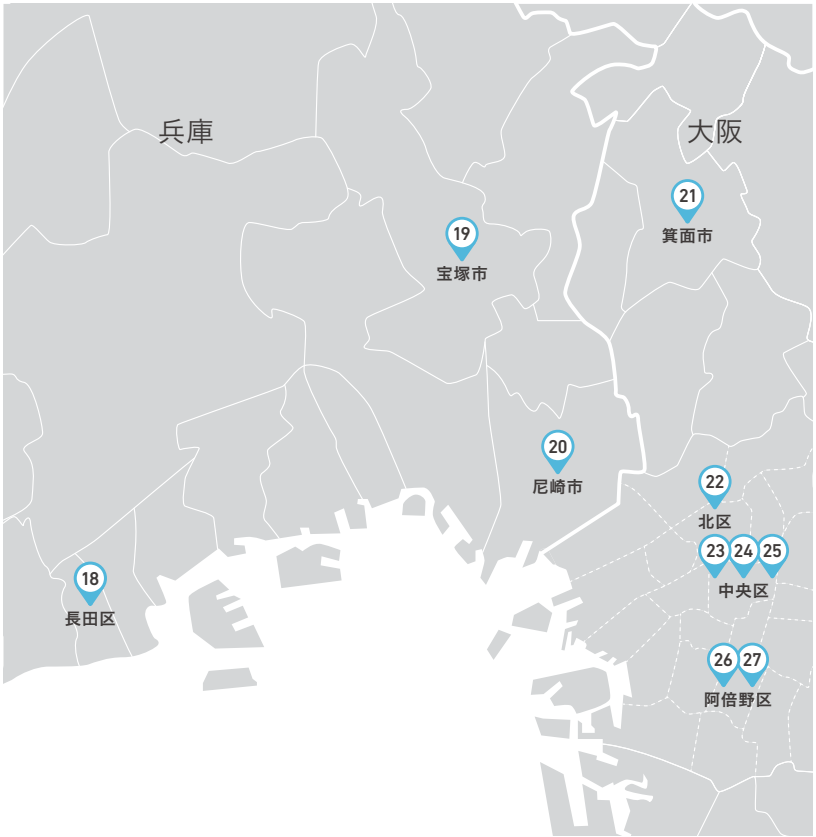 兵庫
大阪
21
箕面市
19
宝塚市
20
尼崎市
22
北区
23 24 25
中央区
18
長田区
26 27
阿倍野区